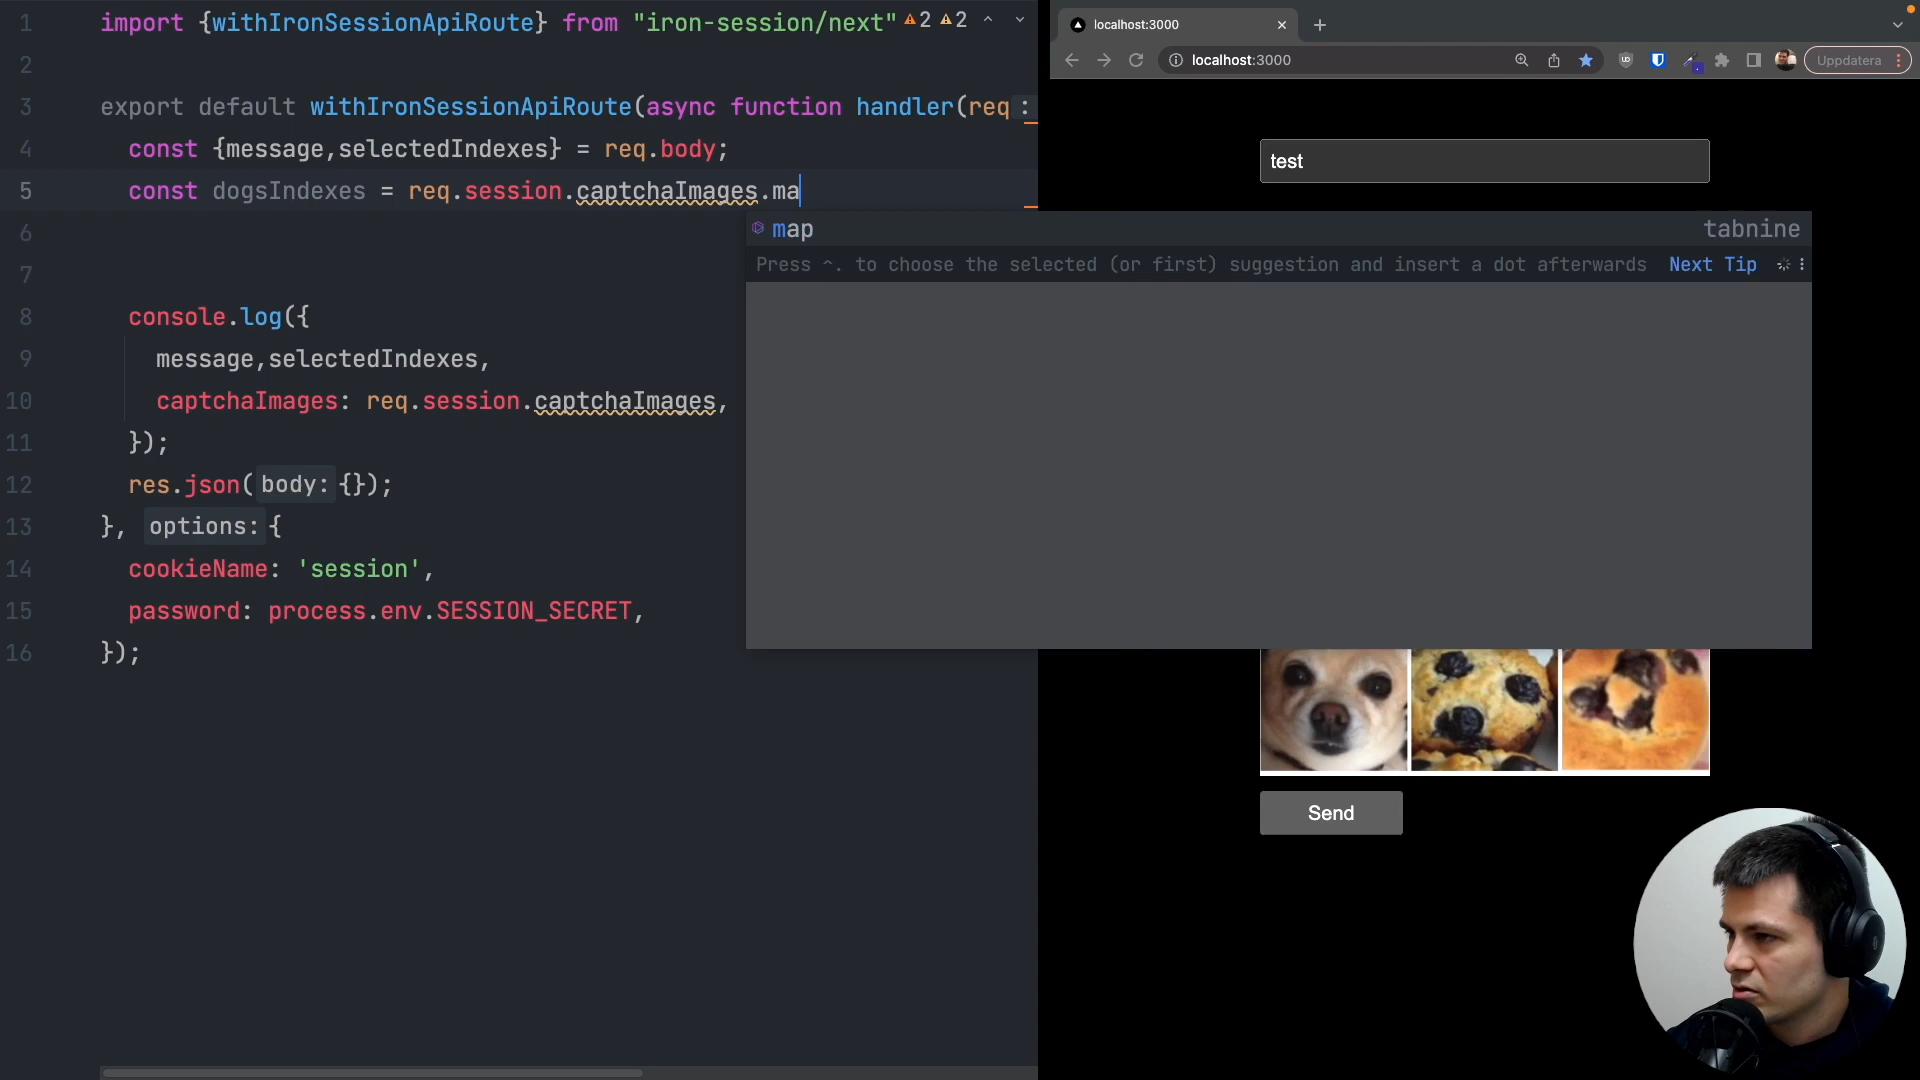 1 import {withIronSessionApiRoute} from "iron-session/next" 2 2
2
3 export default withIronSessionApiRoute(async function handler(req :
4 const {message,selectedIndexes} = req.body;
5 const dogsIndexes = req.session.captchaImages.ma
6
7
8 console.log({
9 message,selectedIndexes,
10 captchaImages: req.session.captchaImages,
11 });
12 res.json( body: {});
13 }, options: {
14 cookieName: 'session',
15 password: process.env.SESSION_SECRET,
16 });
map tabnine
Press ^. to choose the selected (or first) suggestion and insert a dot afterwards Next Tip
localhost:3000
localhost:3000
Uppdatera
test
Send